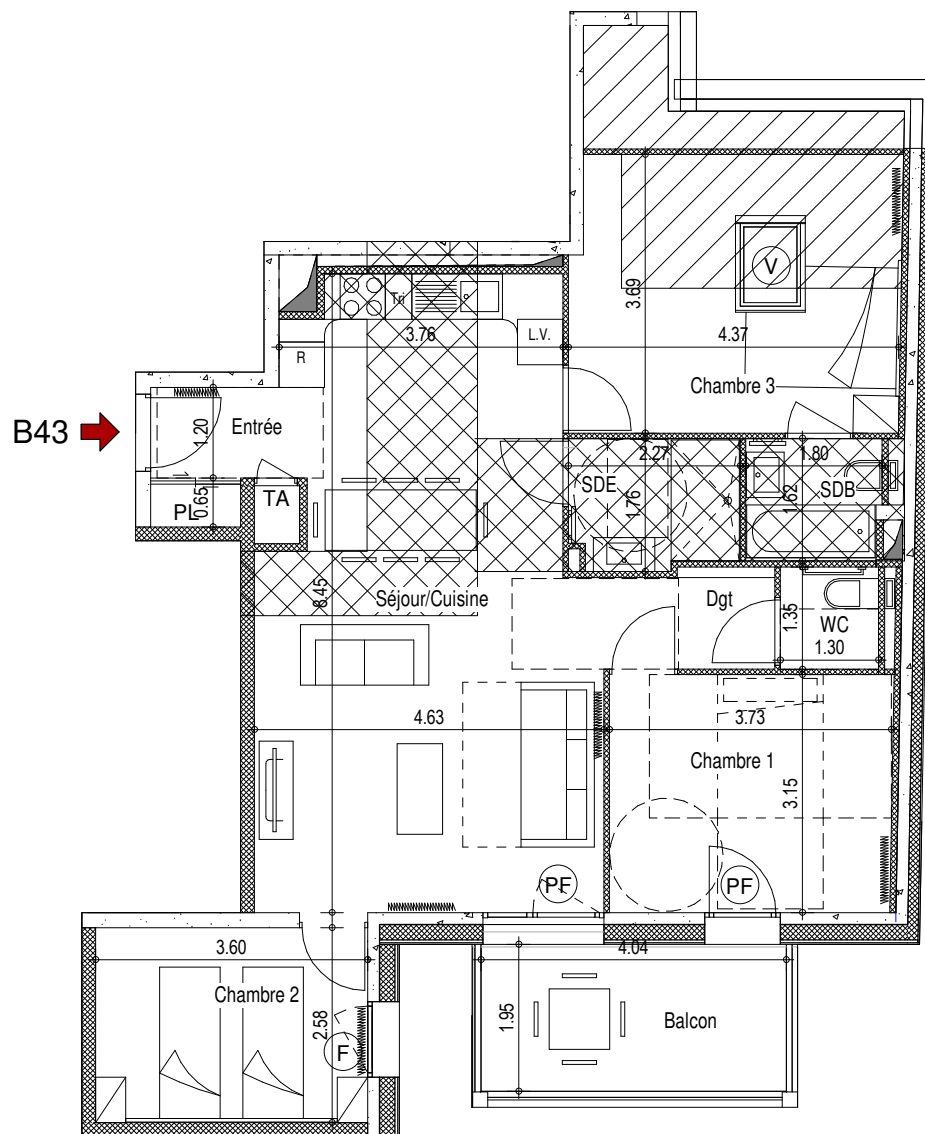 V
3.69
Tri
3.76
L.V.
4.37
R
Chambre 3
B43
1.20
Entrée
2.27
1.80
SDE
1.76
1.62
SDB
PL
0.65
TA
8.45
Séjour/Cuisine
Dgt
1.35
WC
1.30
4.63
3.73
Chambre 1
3.15
PF
PF
3.60
4.04
Chambre 2
2.58
F
1.95
Balcon